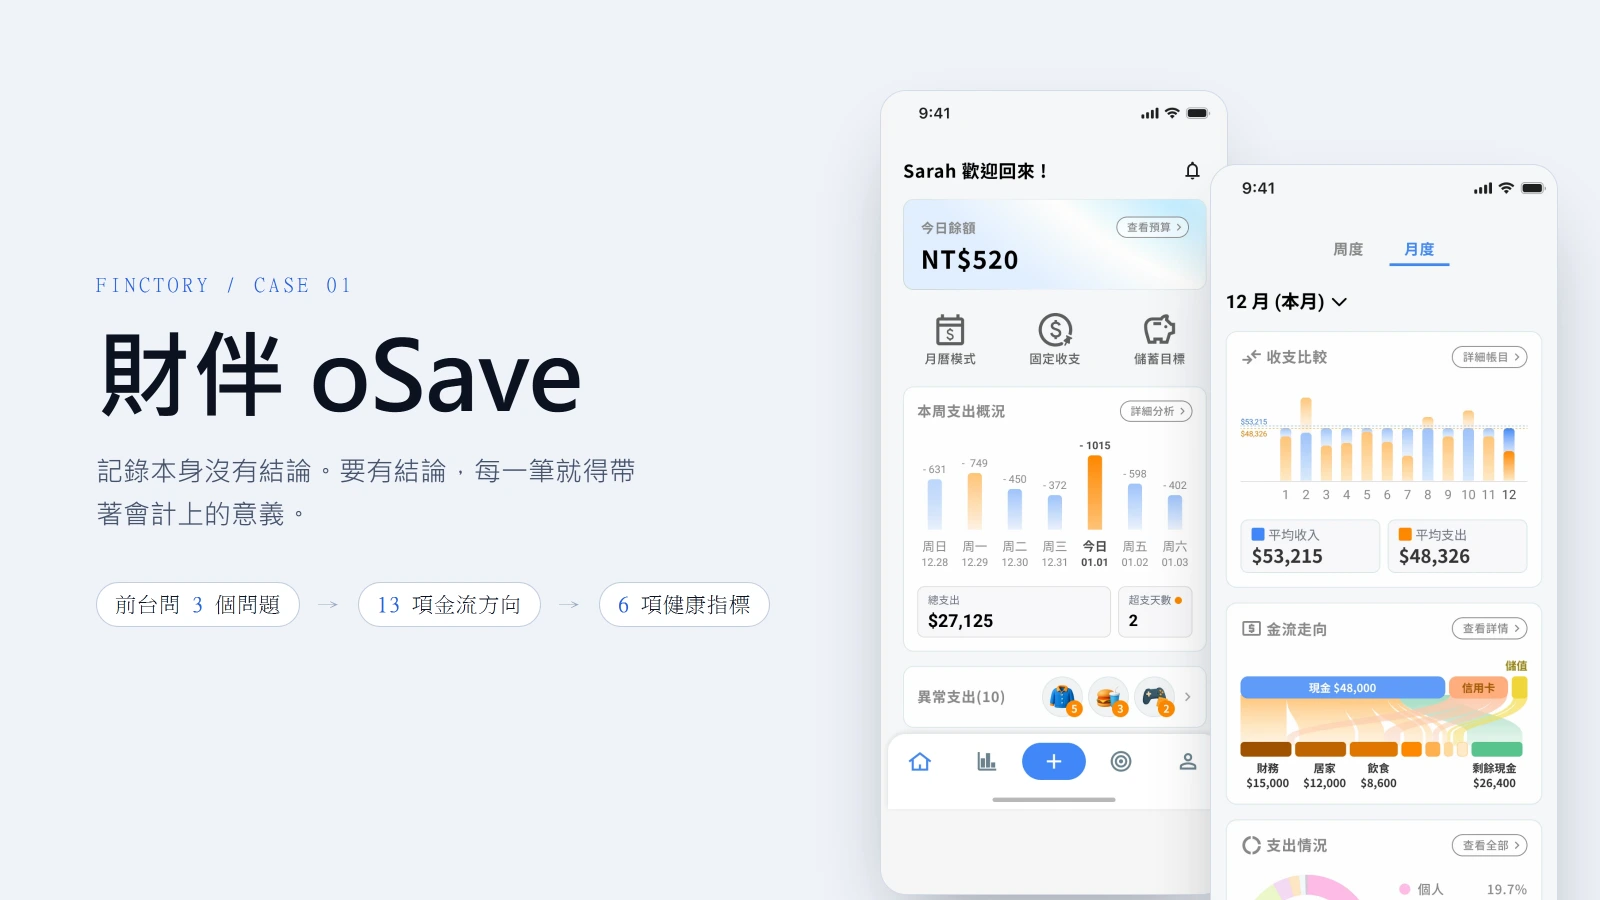 FINCTORY / CASE 01
財伴 oSave
記錄本身沒有結論。要有結論，每一筆就得帶
著會計上的意義。
前台問 3 個問題 → 13 項金流方向 → 6 項健康指標
9:41
Sarah 歡迎回來！
今日餘額
查看預算
NT$520
月曆模式
固定收支
儲蓄目標
本周支出概況
詳細分析
- 631
- 749
- 450
- 372
- 1015
- 598
- 402
周日 周一 周二 周三 今日 周五 周六
12.28 12.29 12.30 12.31 01.01 01.02 01.03
總支出
$27,125
超支天數
2
異常支出(10)
5
3
2
9:41
周度
月度
12 月 (本月)
收支比較
詳細帳目
$53,215
$48,326
1 2 3 4 5 6 7 8 9 10 11 12
平均收入
$53,215
平均支出
$48,326
金流走向
查看詳情
儲值
現金 $48,000
信用卡
財務 居家 飲食 剩餘現金
$15,000 $12,000 $8,600 $26,400
支出情況
查看全部
個人 19.7%